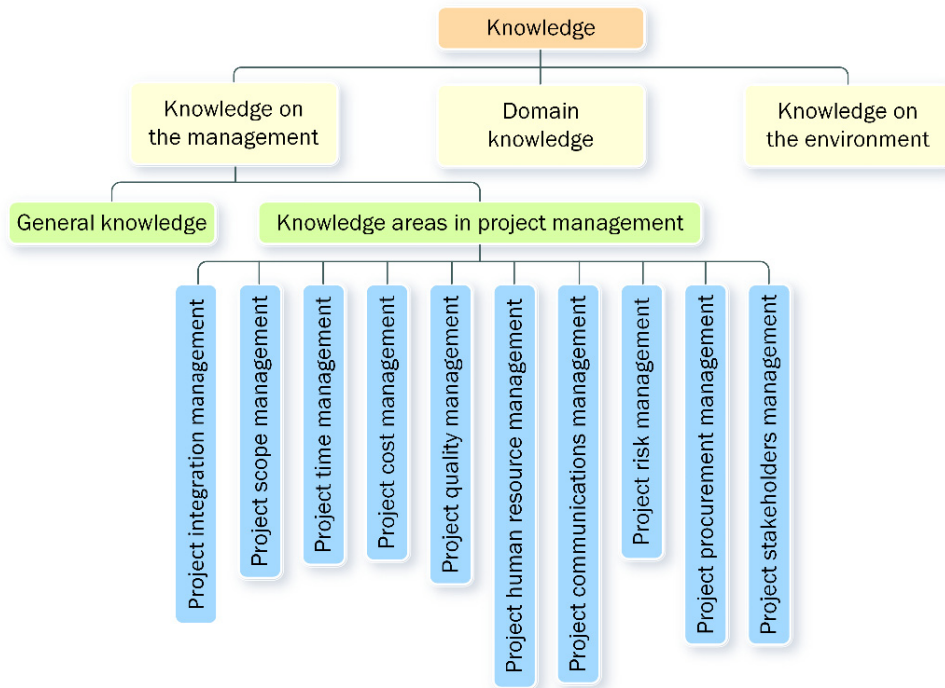 Knowledge
Knowledge on
the management
Domain
knowledge
Knowledge on
the environment
General knowledge
Knowledge areas in project management
Project integration management
Project scope management
Project time management
Project cost management
Project quality management
Project human resource management
Project communications management
Project risk management
Project procurement management
Project stakeholders management